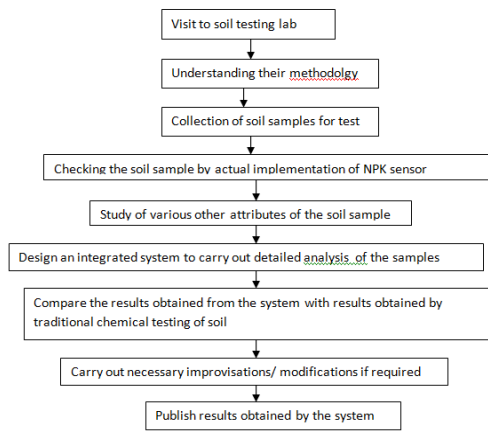 Visit to soil testing lab
Understanding their methodolgy
Collection of soil samples for test
Checking the soil sample by actual implementation of NPK sensor
Study of various other attributes of the soil sample
Design an integrated system to carry out detailed analysis of the samples
Compare the results obtained from the system with results obtained by
traditional chemical testing of soil
Carry out necessary improvisations/ modifications if required
Publish results obtained by the system